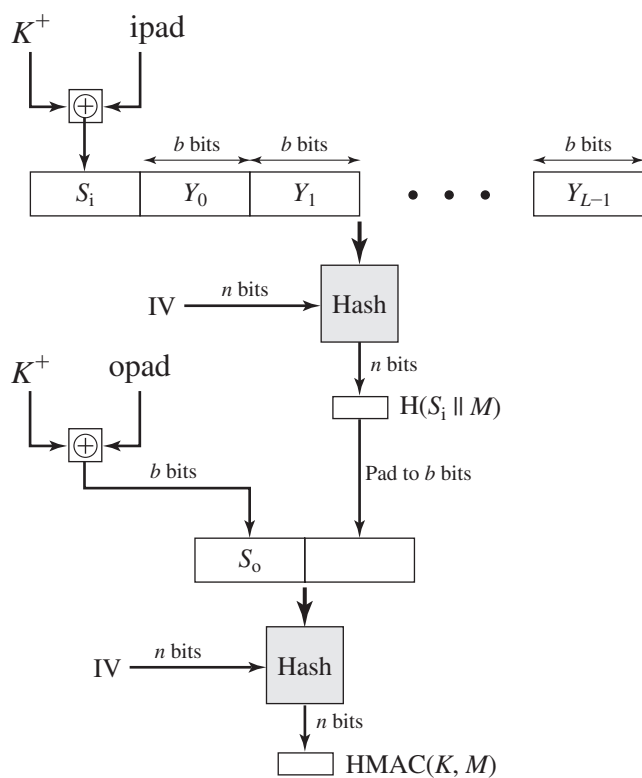 K⁺ ipad
⊕
b bits b bits b bits
Sᵢ Y₀ Y₁ • • • Y_{L–1}
n bits
IV Hash
n bits
K⁺ opad
H(Sᵢ || M)
⊕
b bits Pad to b bits
Sₒ
n bits
IV Hash
n bits
HMAC(K, M)